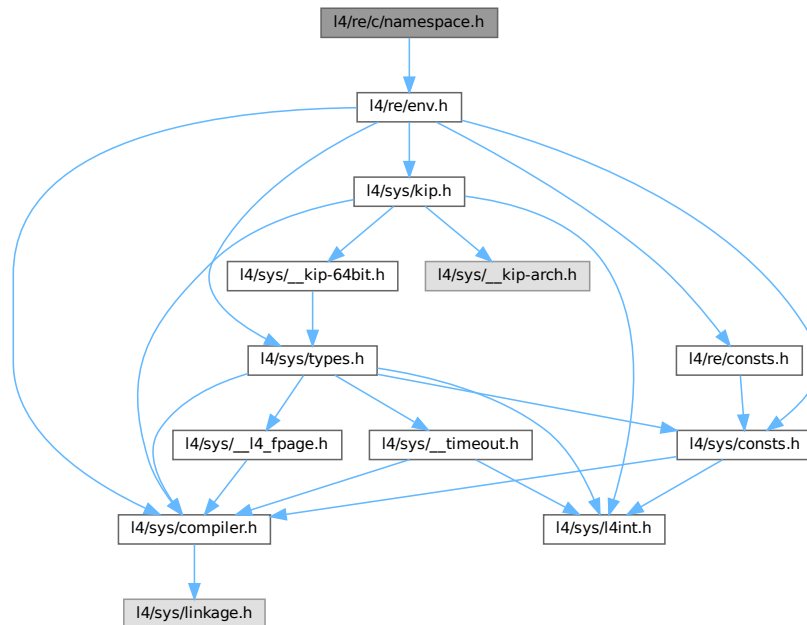 l4/re/c/namespace.h
l4/re/env.h
l4/sys/kip.h
l4/sys/__kip-64bit.h
l4/sys/__kip-arch.h
l4/sys/types.h
l4/re/consts.h
l4/sys/__l4_fpage.h
l4/sys/__timeout.h
l4/sys/consts.h
l4/sys/compiler.h
l4/sys/l4int.h
l4/sys/linkage.h